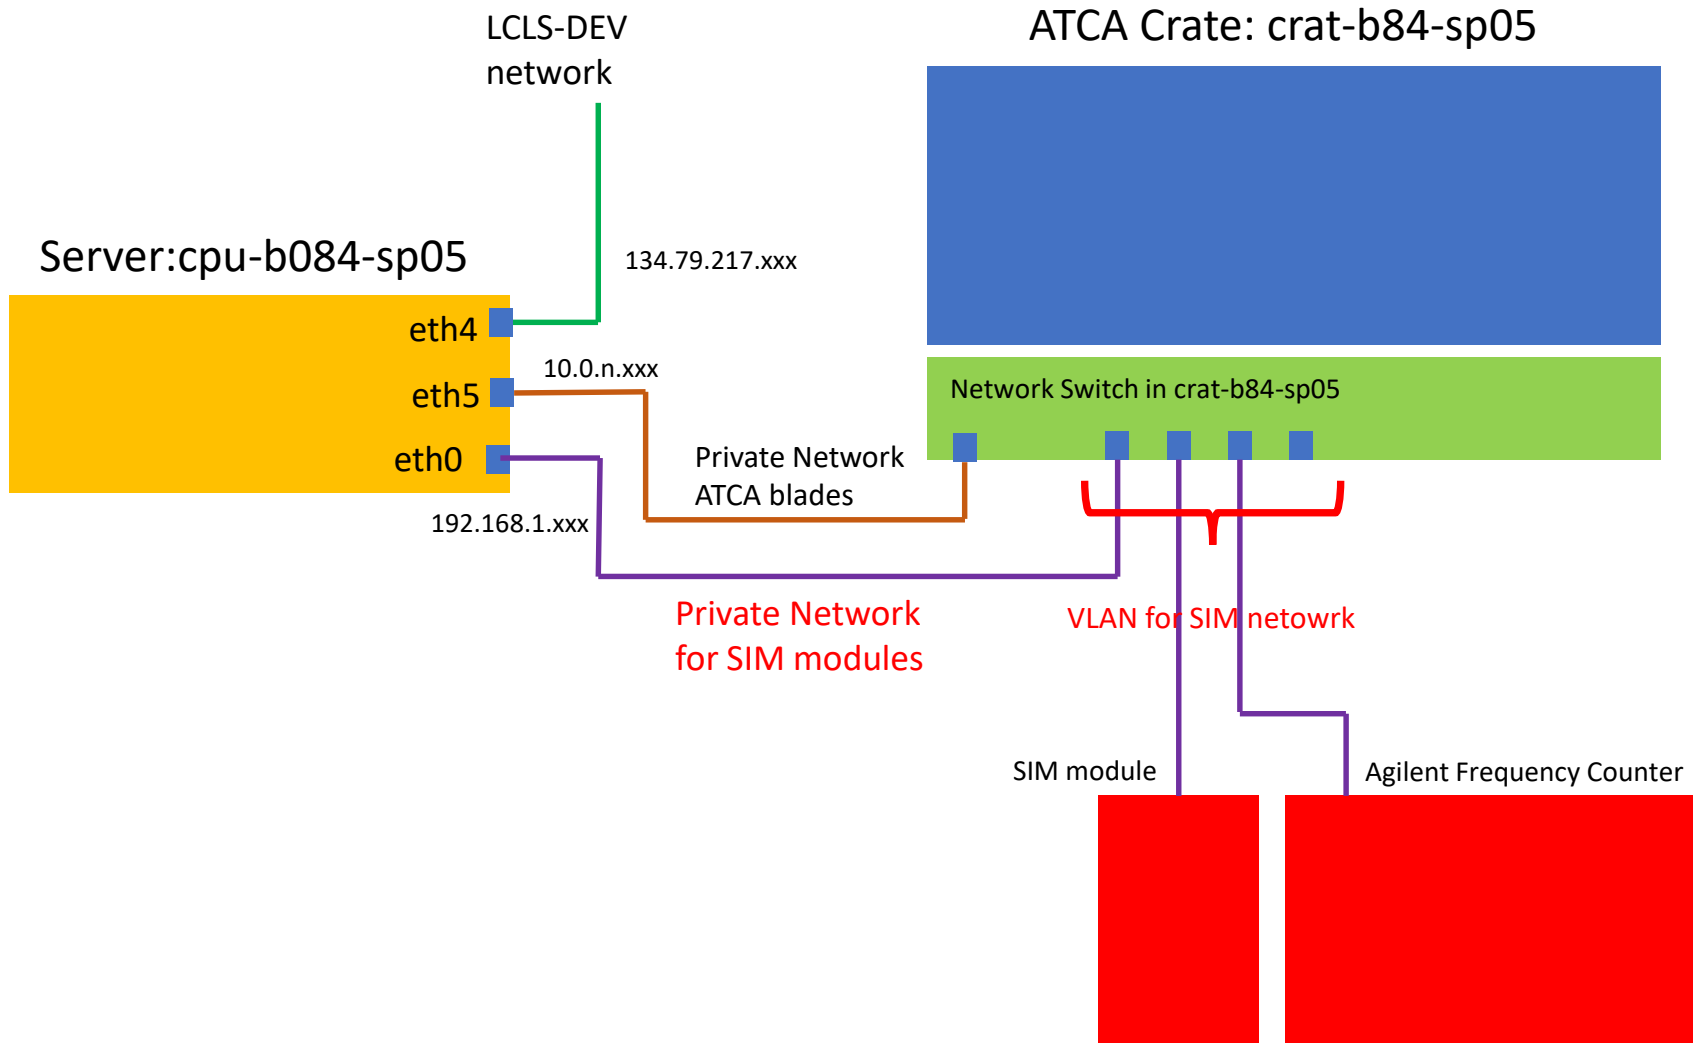 LCLS-DEV
network
ATCA Crate: crat-b84-sp05
Server:cpu-b084-sp05
134.79.217.xxx
eth4
10.0.n.xxx
eth5
Network Switch in crat-b84-sp05
eth0
Private Network
ATCA blades
192.168.1.xxx
Private Network
for SIM modules
VLAN for SIM netowrk
SIM module
Agilent Frequency Counter